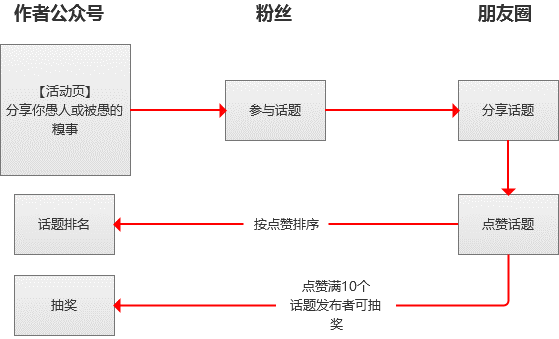 作者公众号
粉丝
朋友圈
【活动页】
分享你愚人或被愚的
糗事
参与话题
分享话题
话题排名
按点赞排序
点赞话题
抽奖
点赞满10个
话题发布者可抽
奖